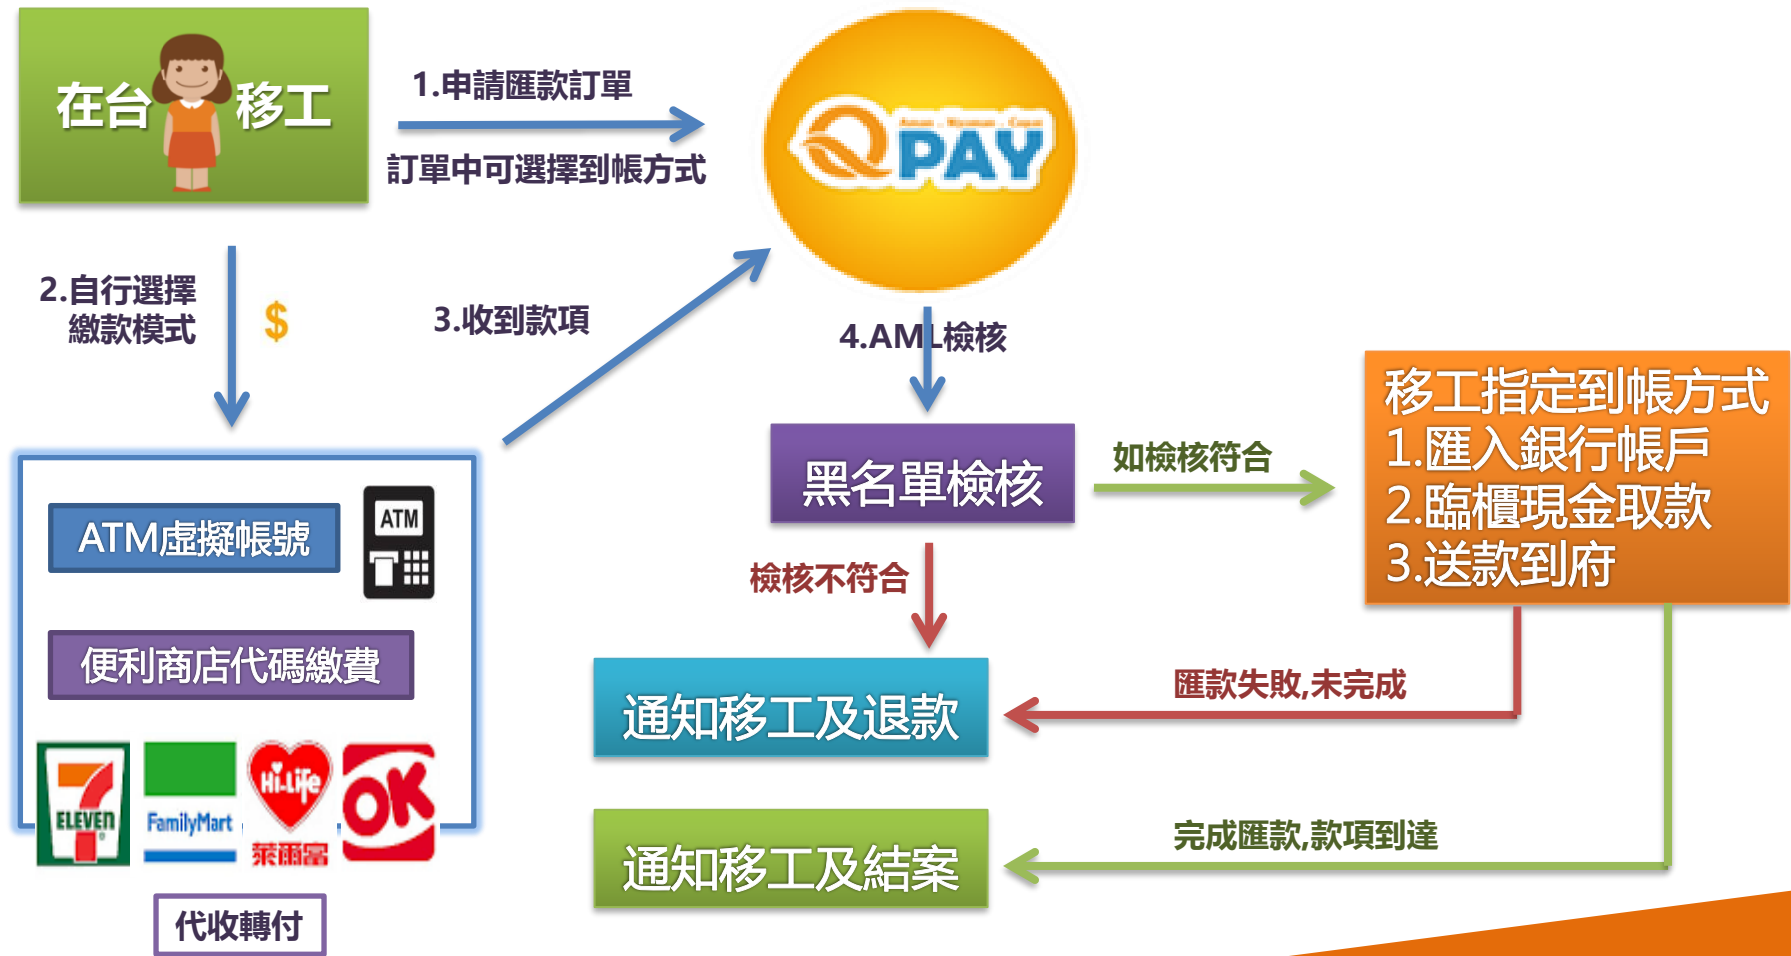 在台 移工
1.申請匯款訂單
訂單中可選擇到帳方式
QPAY
2.自行選擇
繳款模式
$
3.收到款項
4.AML檢核
黑名單檢核
如檢核符合
移工指定到帳方式
1.匯入銀行帳戶
2.臨櫃現金取款
3.送款到府
ATM虛擬帳號
ATM
檢核不符合
便利商店代碼繳費
通知移工及退款
匯款失敗,未完成
7
ELEVEN
FamilyMart
Hi-Life
萊爾富
OK
通知移工及結案
完成匯款,款項到達
代收轉付